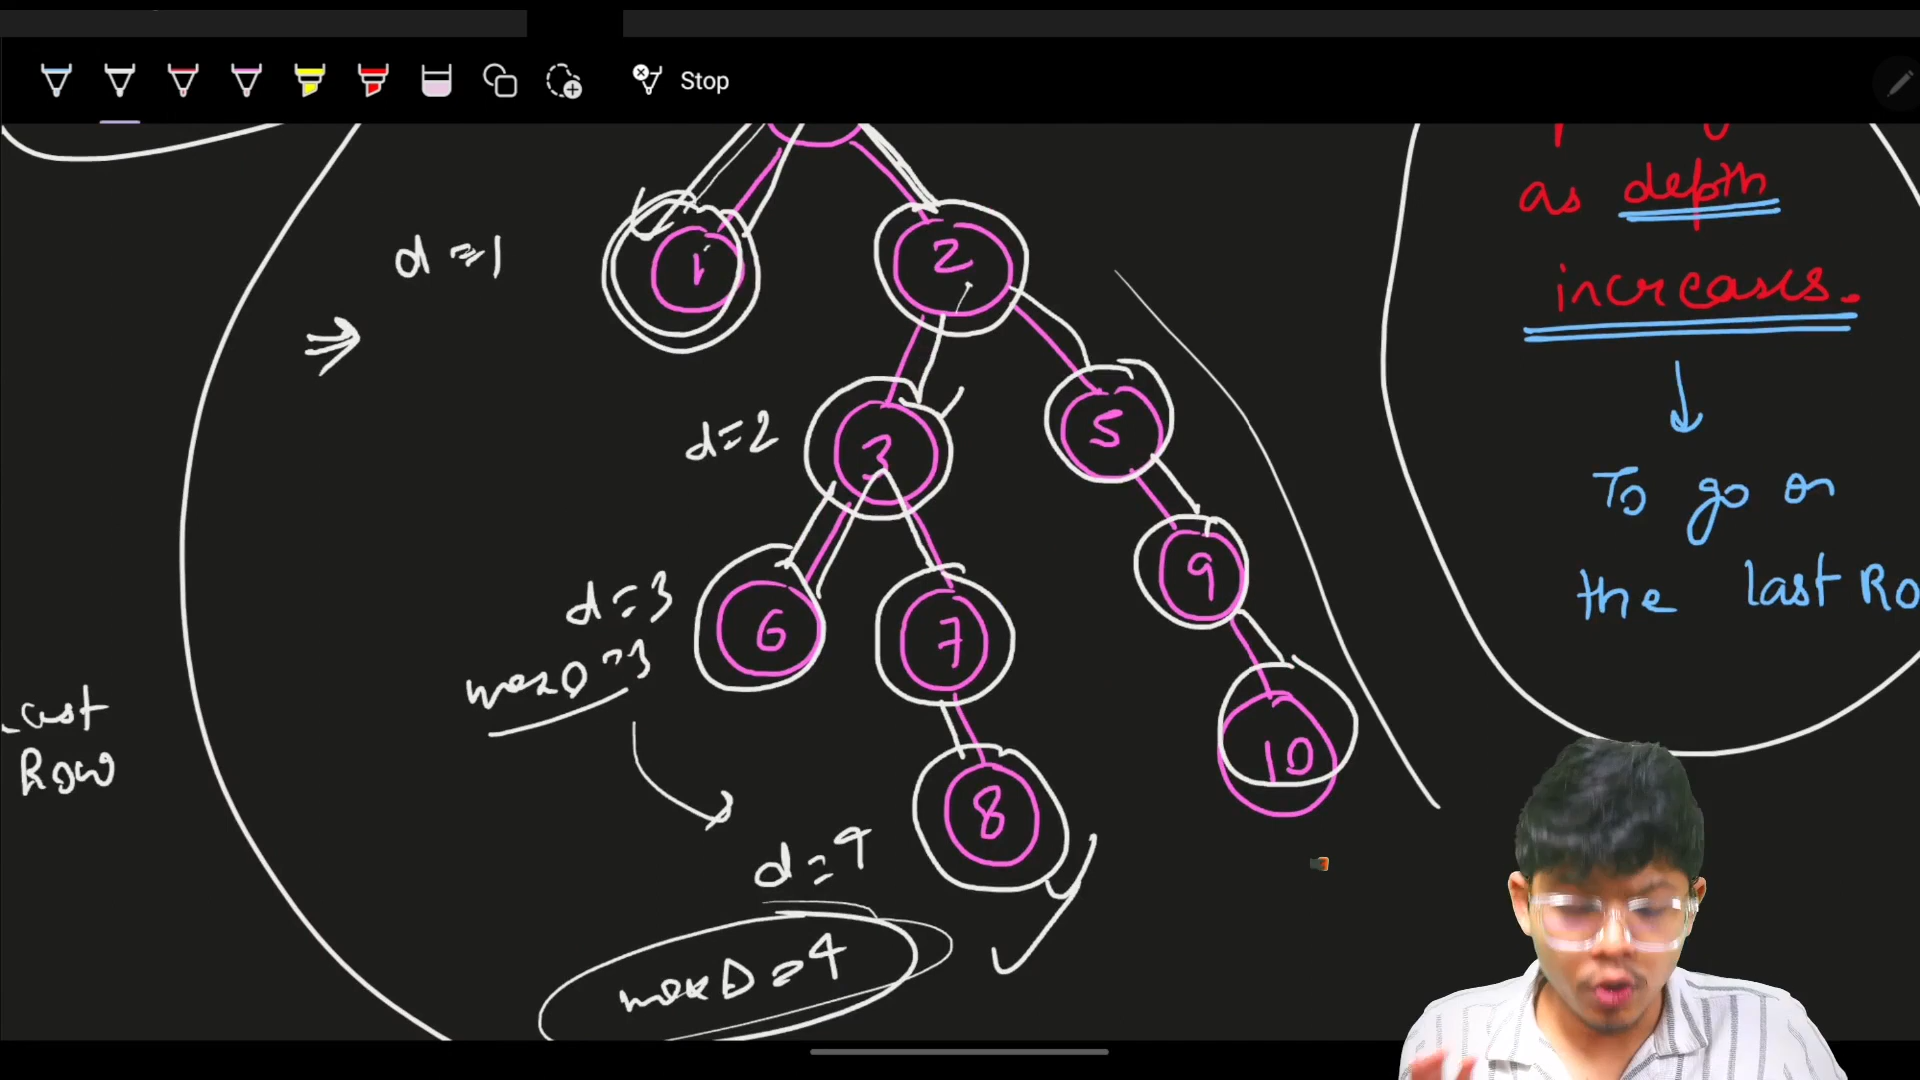 Stop
as depth
increases.
To go on
the last Ro
d=1
1
2
d=2
3
5
d=3
maxD=3
6
7
9
10
8
Last
Row
d=4
maxD=4